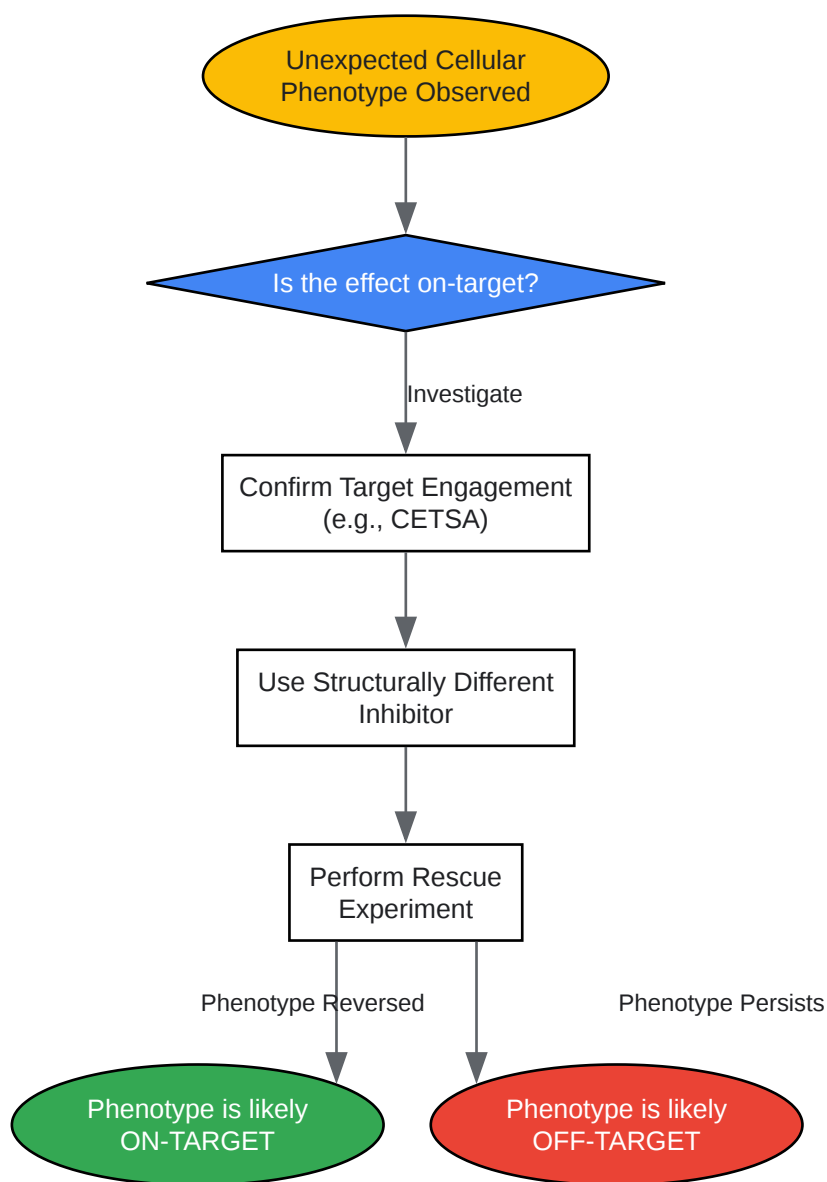 Unexpected Cellular
Phenotype Observed
Is the effect on-target?
Investigate
Confirm Target Engagement
(e.g., CETSA)
Use Structurally Different
Inhibitor
Perform Rescue
Experiment
Phenotype Reversed
Phenotype Persists
Phenotype is likely
ON-TARGET
Phenotype is likely
OFF-TARGET